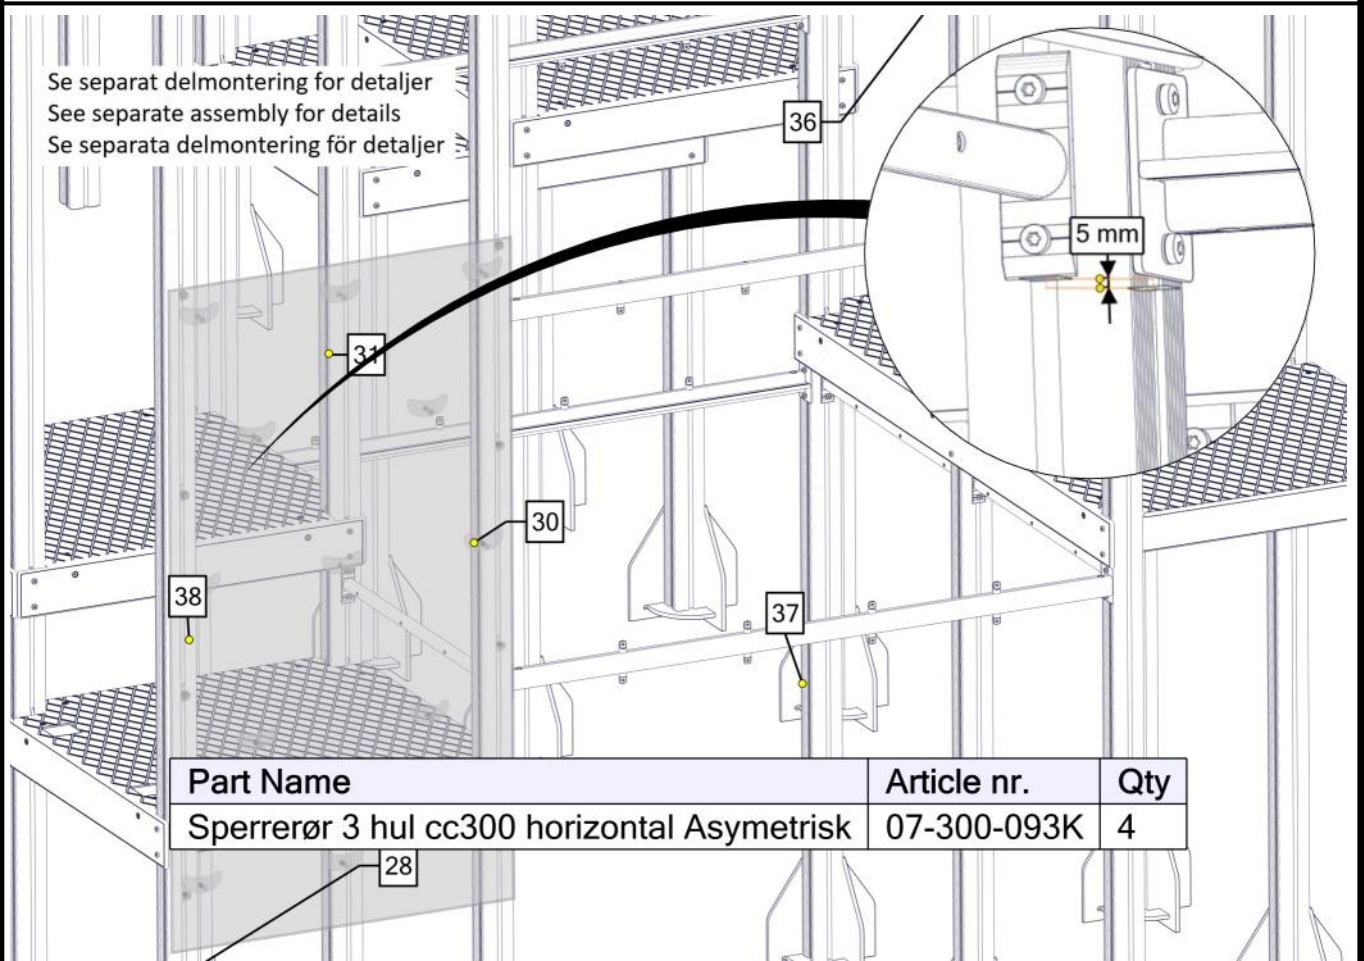 Se separat delmontering for detaljer
See separate assembly for details
Se separata delmontering för detaljer
36
5 mm
31
30
38
37
Part Name Article nr. Qty
Sperrerør 3 hul cc300 horizontal Asymetrisk 07-300-093K 4
28